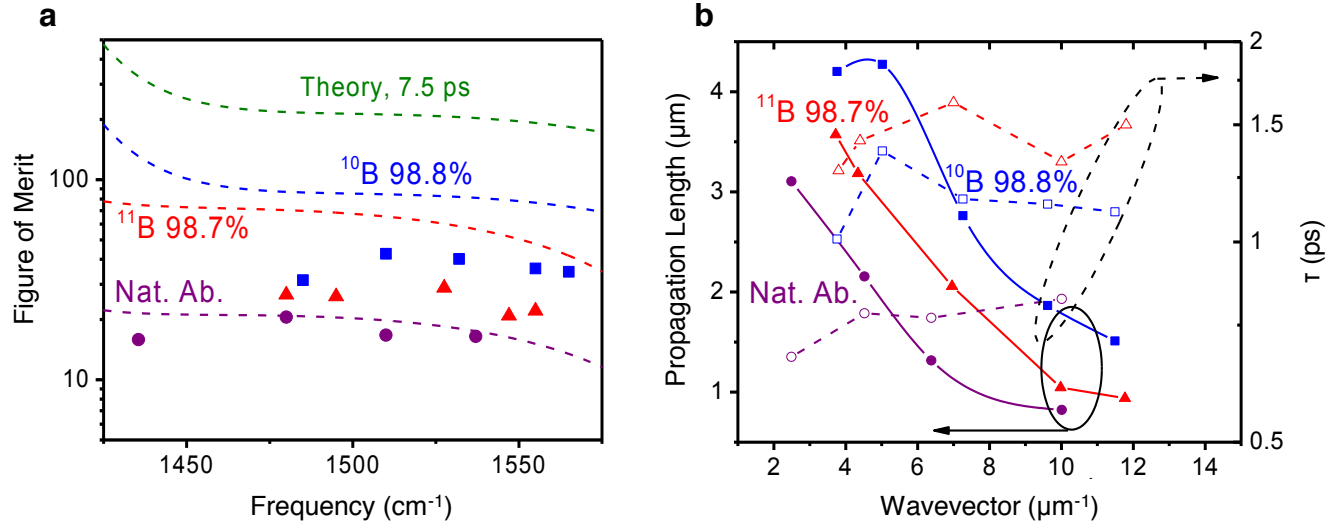 a
Figure of Merit
100
10
Theory, 7.5 ps
¹⁰B 98.8%
¹¹B 98.7%
Nat. Ab.
1450
1500
1550
Frequency (cm⁻¹)
b
Propagation Length (μm)
4
3
2
1
¹¹B 98.7%
¹⁰B 98.8%
Nat. Ab.
2
4
6
8
10
12
14
Wavevector (μm⁻¹)
2
1.5
1
0.5
τ (ps)